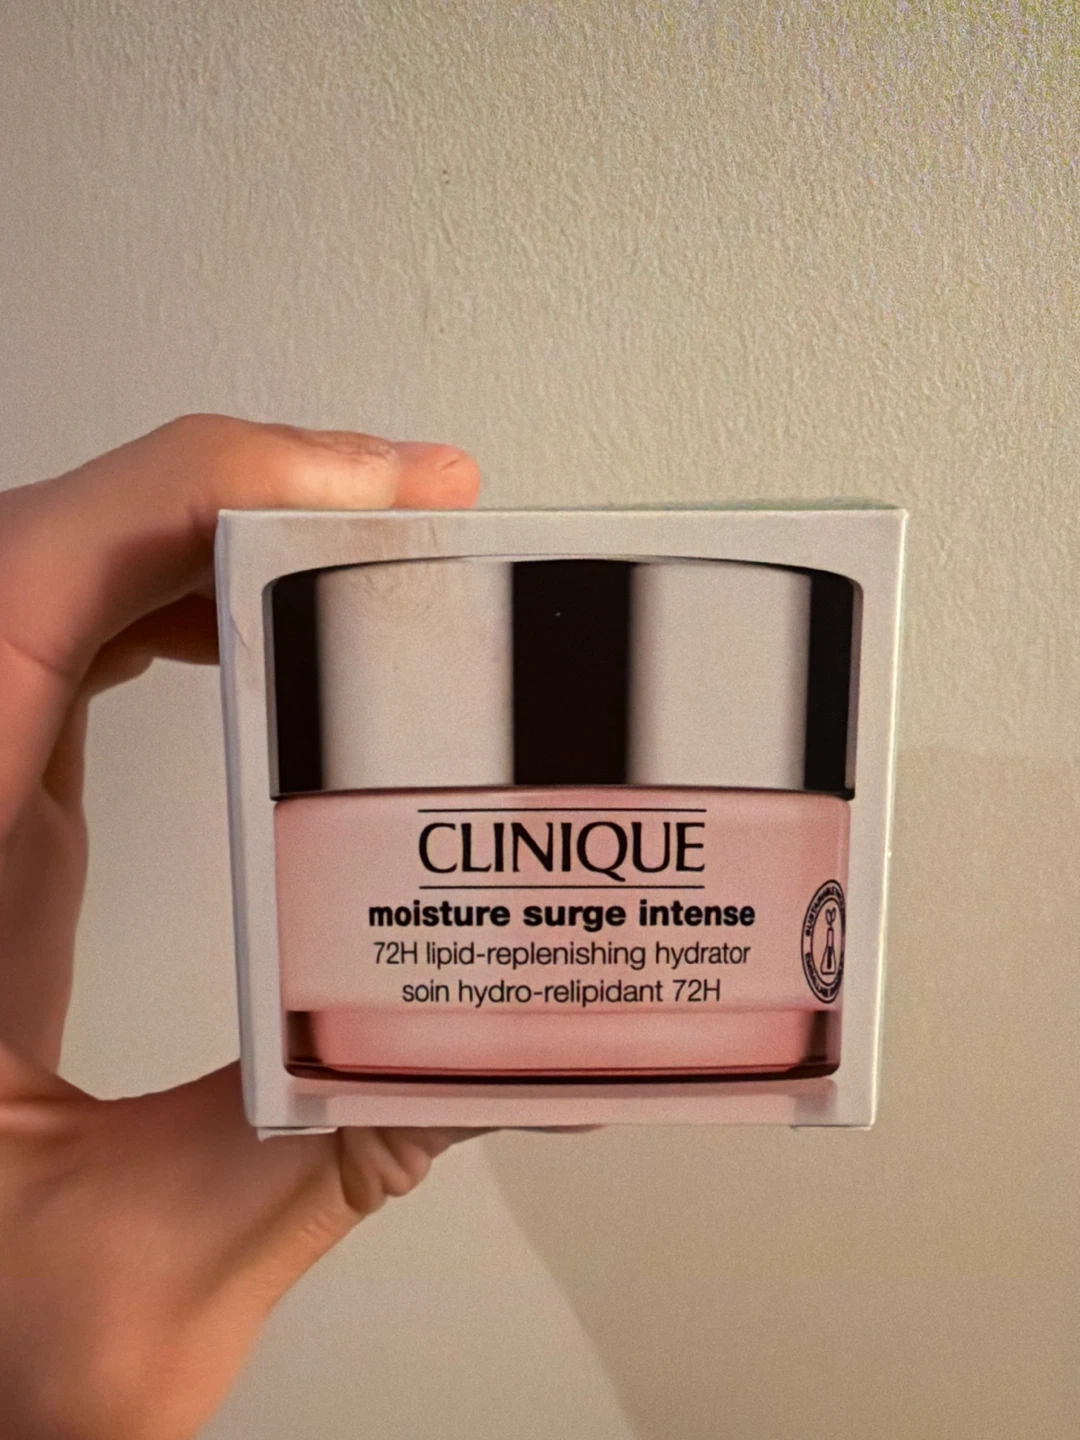 CLINIQUE
moisture surge intense
72H lipid-replenishing hydrator
soin hydro-relipidant 72H